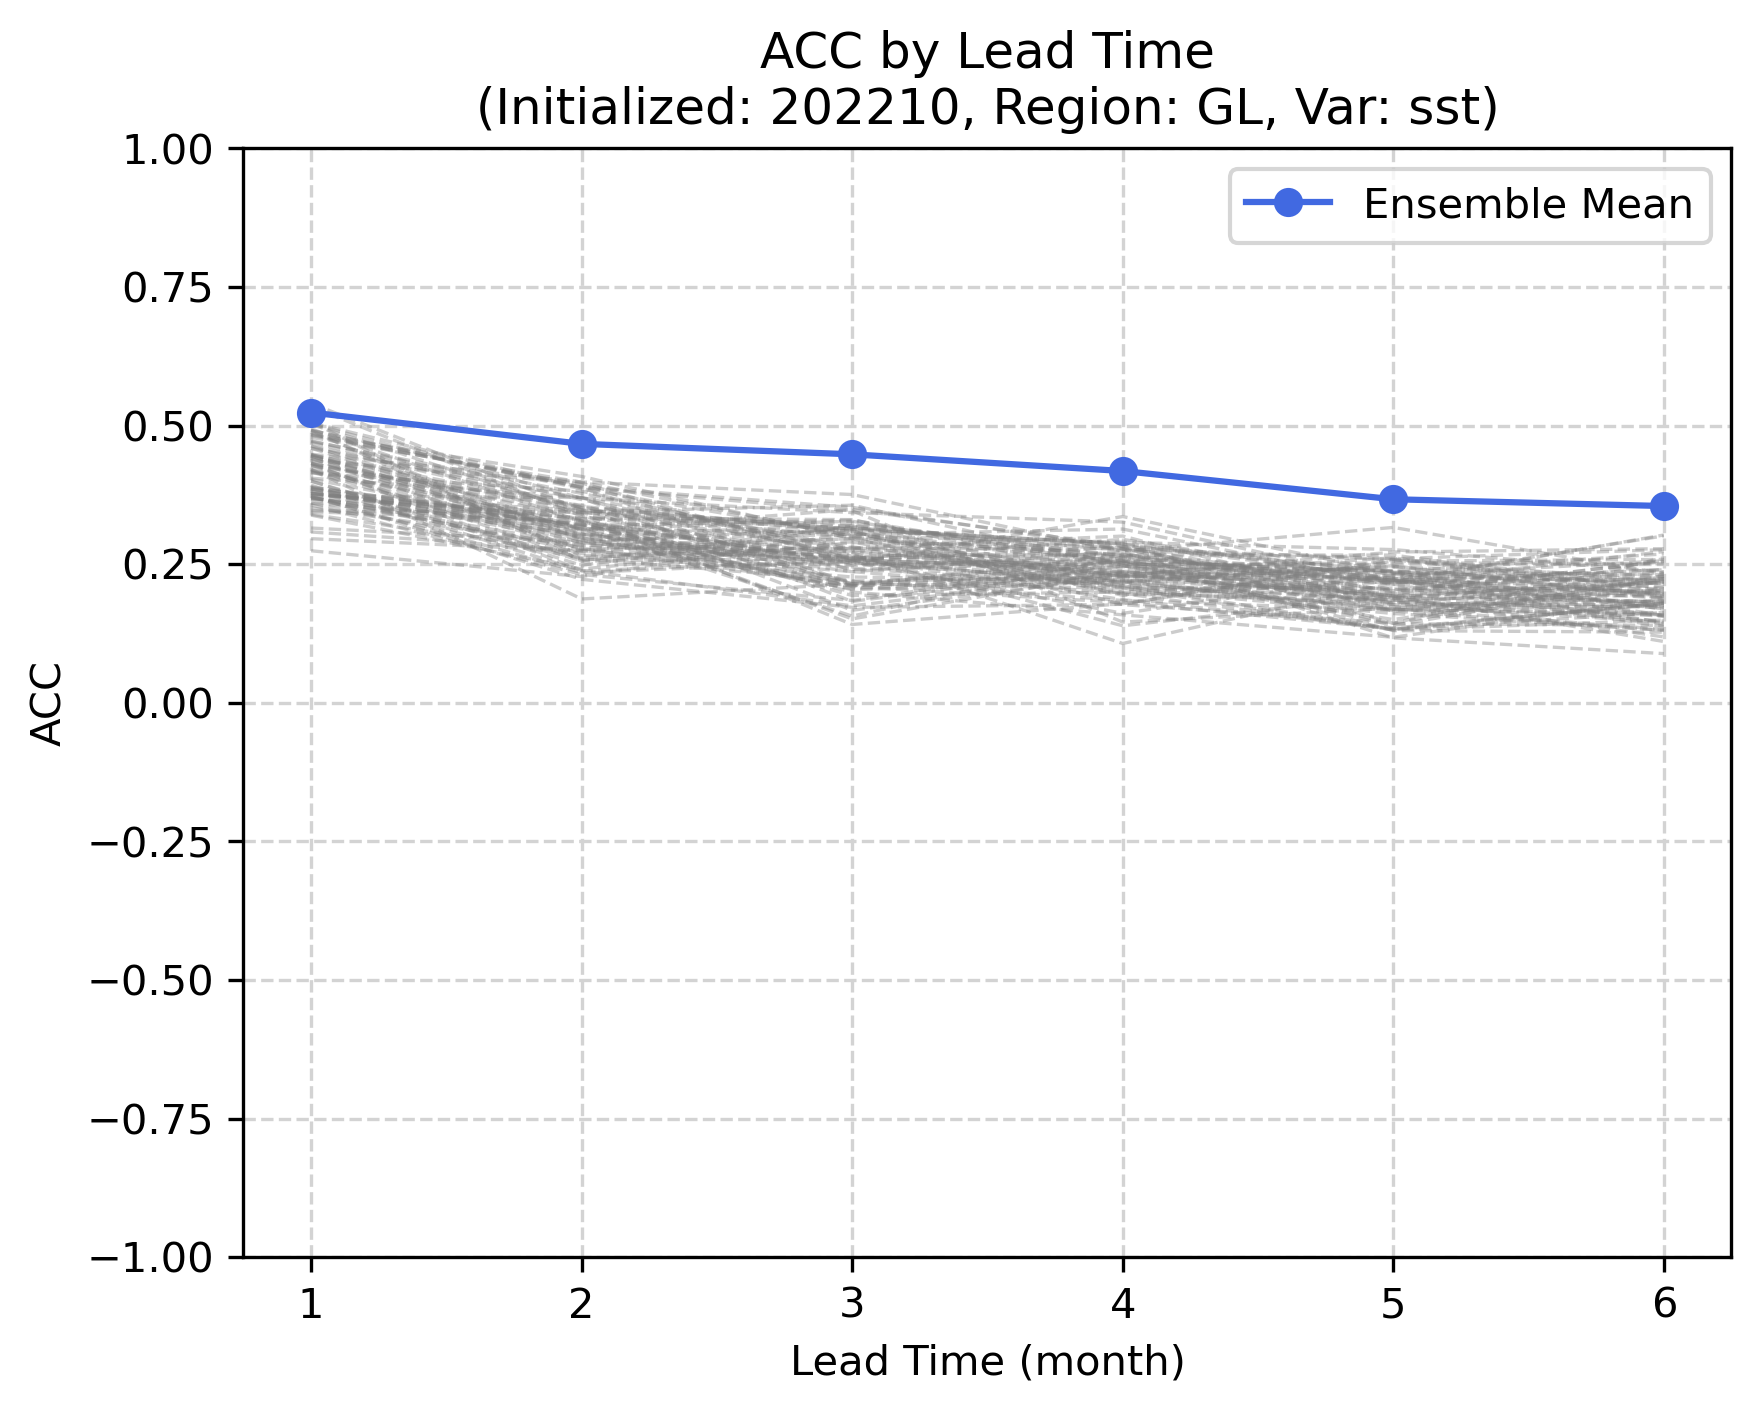 ACC by Lead Time
(Initialized: 202210, Region: GL, Var: sst)
Ensemble Mean
1.00
0.75
0.50
0.25
0.00
−0.25
−0.50
−0.75
−1.00
ACC
1 2 3 4 5 6
Lead Time (month)